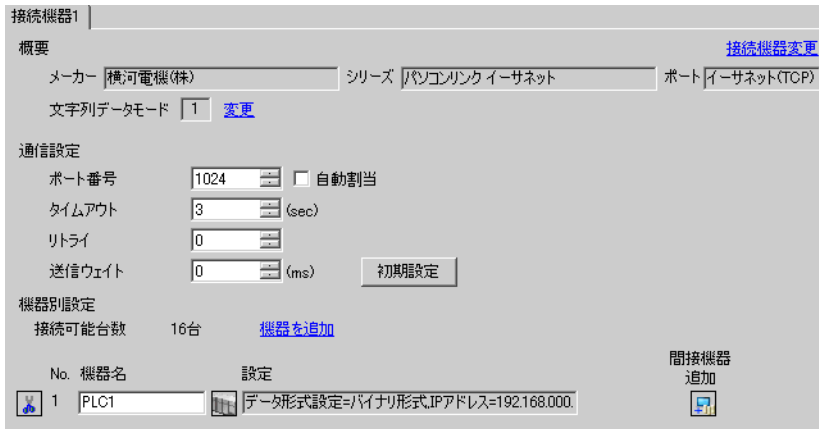 接続機器1
概要 接続機器変更
メーカー 横河電機(株) シリーズ パソコンリンク イーサネット ポート イーサネット(TCP)
文字列データモード 1 変更
通信設定
ポート番号 1024 自動割当
タイムアウト 3 (sec)
リトライ 0
送信ウェイト 0 (ms) 初期設定
機器別設定
接続可能台数 16台 機器を追加
間接機器
No. 機器名 設定 追加
1 PLC1 データ形式設定=バイナリ形式,IPアドレス=192.168.000.